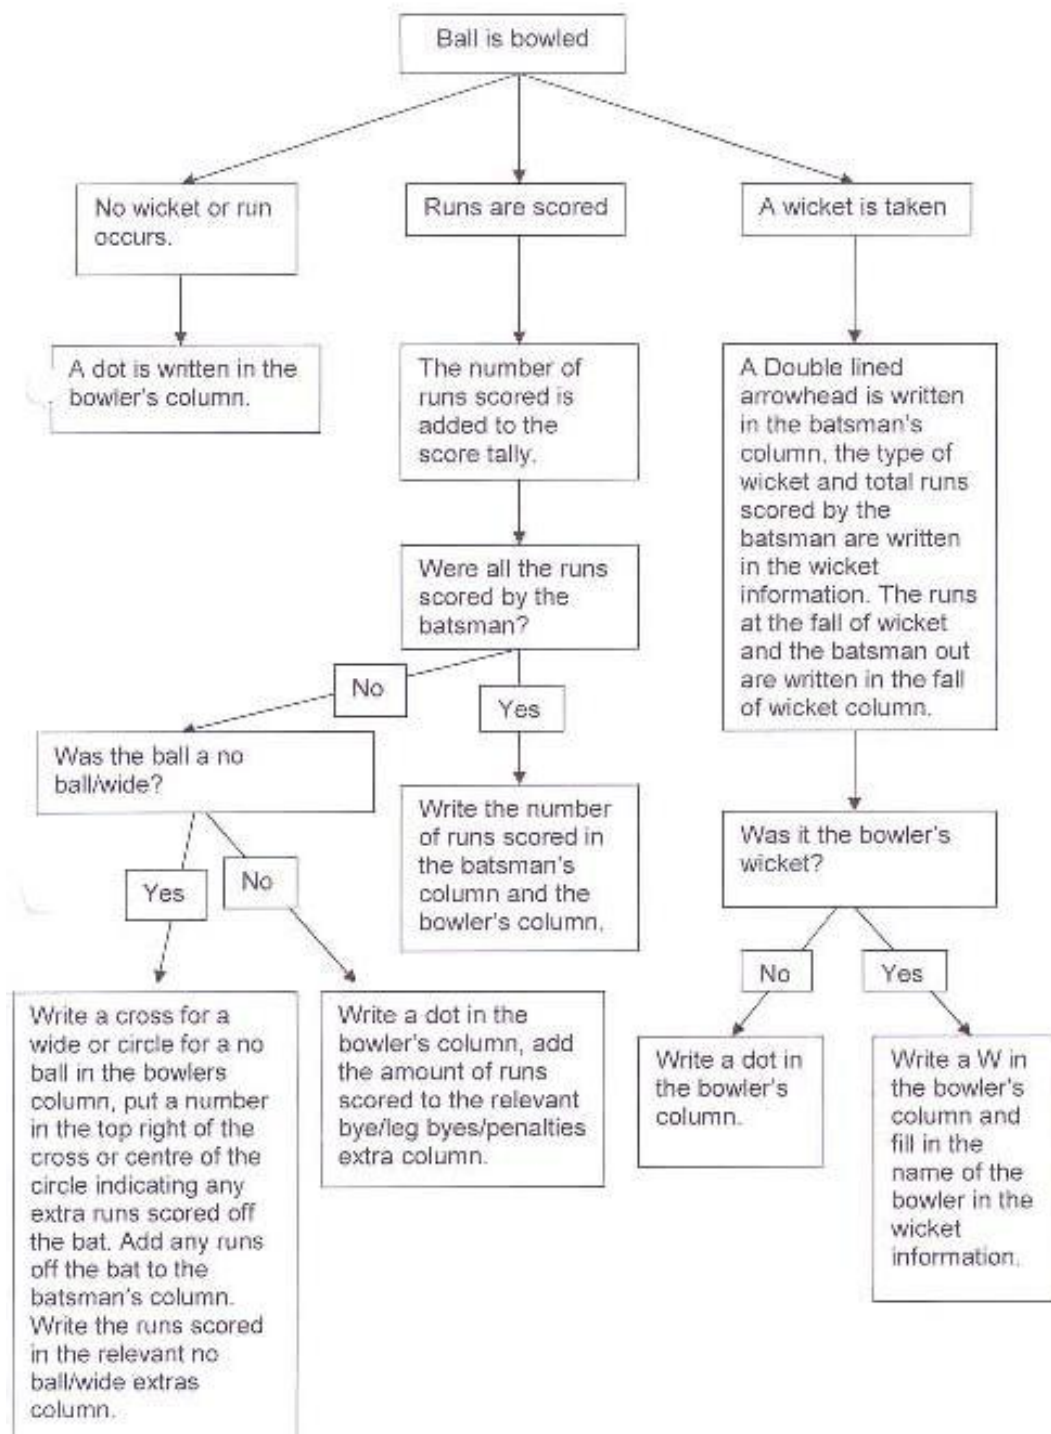 Ball is bowled
No wicket or run
occurs.
Runs are scored
A wicket is taken
A dot is written in the
bowler's column.
The number of
runs scored is
added to the
score tally.
A Double lined
arrowhead is written
in the batsman's
column, the type of
wicket and total runs
scored by the
batsman are written
in the wicket
information. The runs
at the fall of wicket
and the batsman out
are written in the fall
of wicket column.
Were all the runs
scored by the
batsman?
No
Yes
Was the ball a no
ball/wide?
Write the number
of runs scored in
the batsman's
column and the
bowler's column.
Was it the bowler's
wicket?
Yes
No
No
Yes
Write a cross for a
wide or circle for a no
ball in the bowlers
column, put a number
in the top right of the
cross or centre of the
circle indicating any
extra runs scored off
the bat. Add any runs
off the bat to the
batsman's column.
Write the runs scored
in the relevant no
ball/wide extras
column.
Write a dot in the
bowler's column, add
the amount of runs
scored to the relevant
bye/leg byes/penalties
extra column.
Write a dot in
the bowler's
column.
Write a W in
the bowler's
column and
fill in the
name of the
bowler in the
wicket
information.